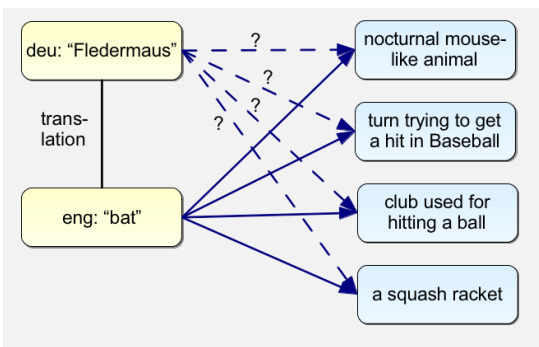 deu: “Fledermaus”
?
?
?
?
nocturnal mouse-
like animal
trans-
lation
turn trying to get
a hit in Baseball
eng: “bat”
club used for
hitting a ball
a squash racket